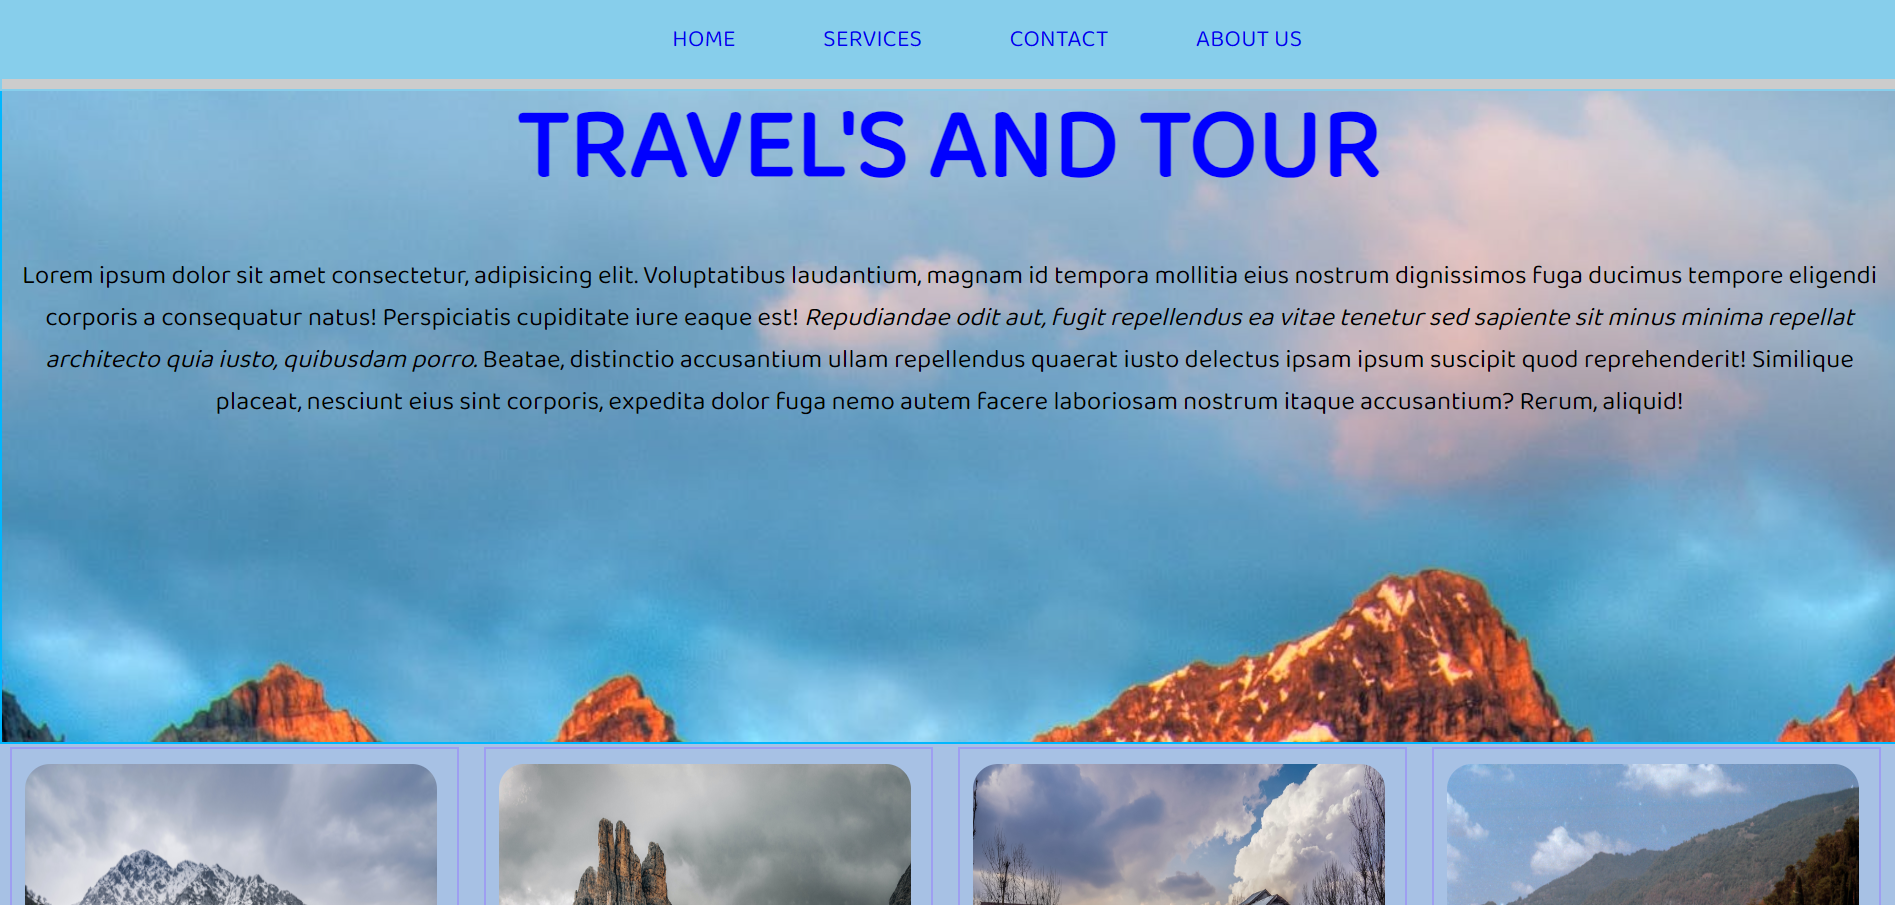 HOME SERVICES CONTACT ABOUT US
TRAVEL'S AND TOUR
Lorem ipsum dolor sit amet consectetur, adipisicing elit. Voluptatibus laudantium, magnam id tempora mollitia eius nostrum dignissimos fuga ducimus tempore eligendi
corporis a consequatur natus! Perspiciatis cupiditate iure eaque est! Repudiandae odit aut, fugit repellendus ea vitae tenetur sed sapiente sit minus minima repellat
architecto quia iusto, quibusdam porro. Beatae, distinctio accusantium ullam repellendus quaerat iusto delectus ipsam ipsum suscipit quod reprehenderit! Similique
placeat, nesciunt eius sint corporis, expedita dolor fuga nemo autem facere laboriosam nostrum itaque accusantium? Rerum, aliquid!